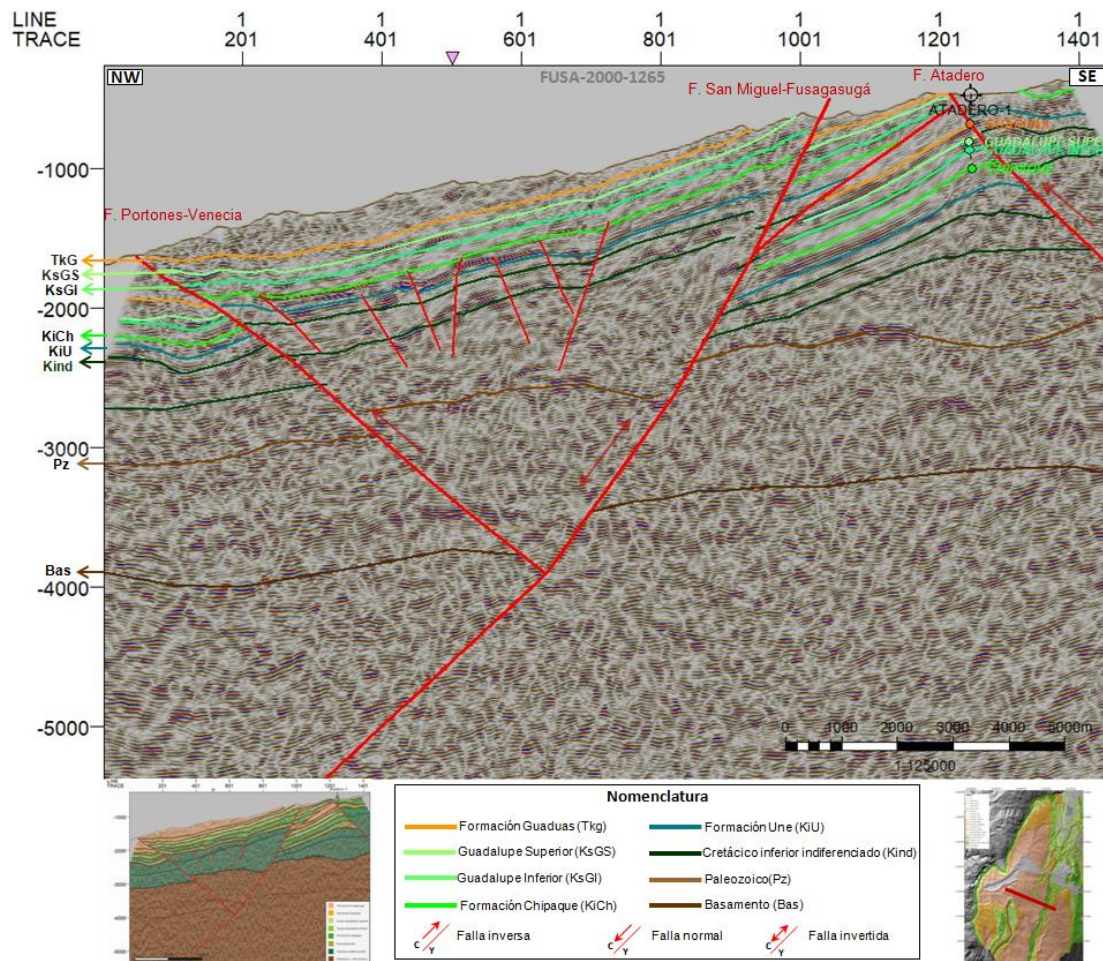 LINE 1 1 1 1 1 1 1
TRACE 201 401 601 801 1001 1201 1401
NW FUSA-2000-1265 SE
F. San Miguel-Fusagasugá
F. Atadero
ATADERO-1
F. Portones-Venecia
-1000
-2000
-3000
-4000
-5000
TkG
KsGS
KsGI
KiCh
KiU
Kind
Pz
Bas
0 1000 2000 3000 4000 5000m
1:125000
Nomenclatura
Formación Guaduas (Tkg)
Guadalupe Superior (KsGS)
Guadalupe Inferior (KsGI)
Formación Chipaque (KiCh)
Formación Une (KiU)
Cretácico inferior indiferenciado (Kind)
Paleozoico(Pz)
Basamento (Bas)
C Y Falla inversa
C Y Falla normal
C Y Falla invertida